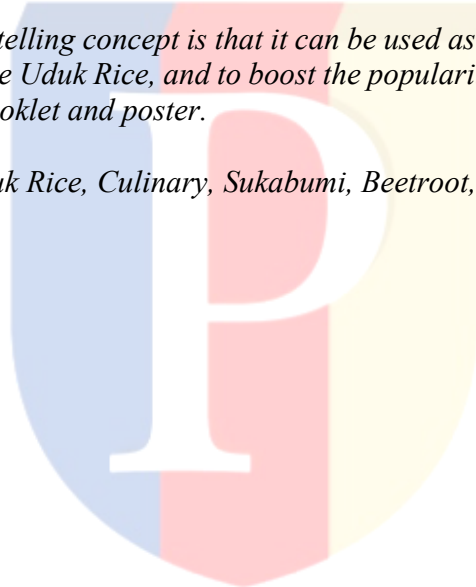 telling concept is that it can be used as
e Uduk Rice, and to boost the populari
oklet and poster.
uk Rice, Culinary, Sukabumi, Beetroot,
P